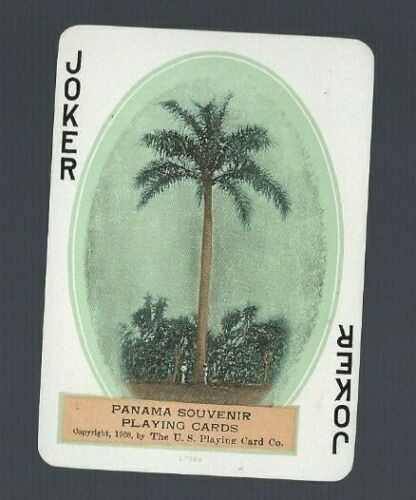 JOKER
PANAMA SOUVENIR
PLAYING CARDS
Copyright, 1908, by The U. S. Playing Card Co.
JOKER